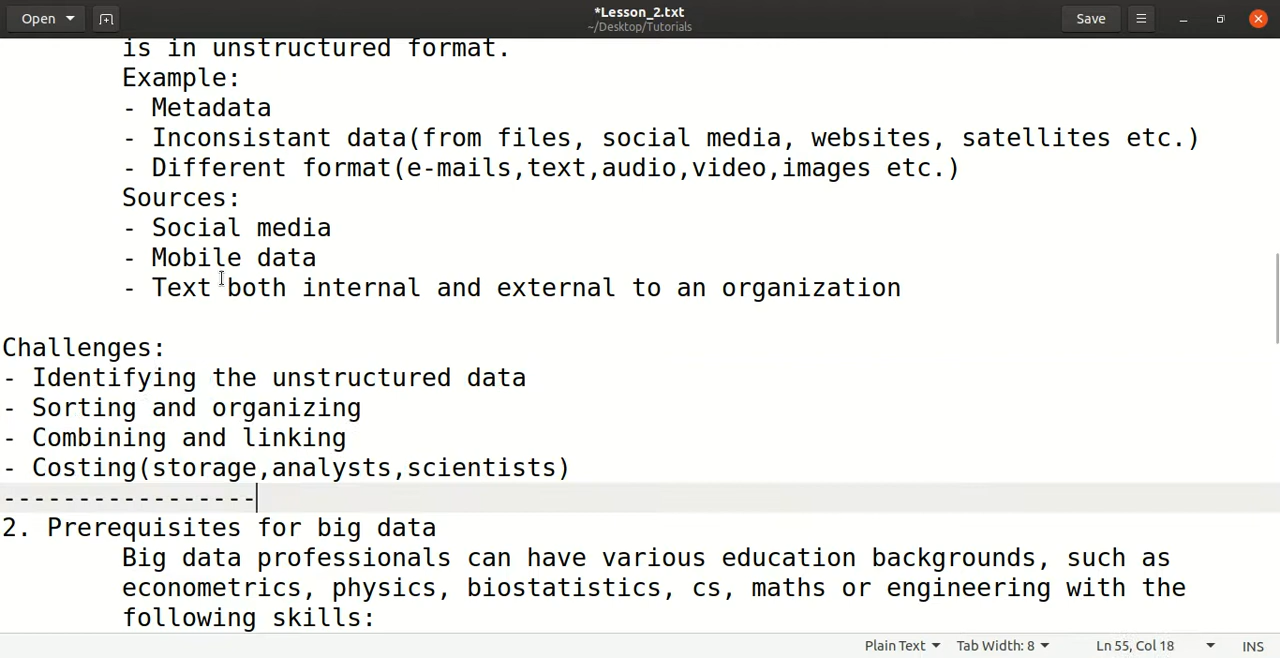 Open
*Lesson_2.txt
~/Desktop/Tutorials
Save
is in unstructured format.
Example:
- Metadata
- Inconsistant data(from files, social media, websites, satellites etc.)
- Different format(e-mails,text,audio,video,images etc.)
Sources:
- Social media
- Mobile data
- Text both internal and external to an organization
Challenges:
- Identifying the unstructured data
- Sorting and organizing
- Combining and linking
- Costing(storage,analysts,scientists)
-----------------
2. Prerequisites for big data
Big data professionals can have various education backgrounds, such as
econometrics, physics, biostatistics, cs, maths or engineering with the
following skills:
Plain Text Tab Width: 8 Ln 55, Col 18 INS